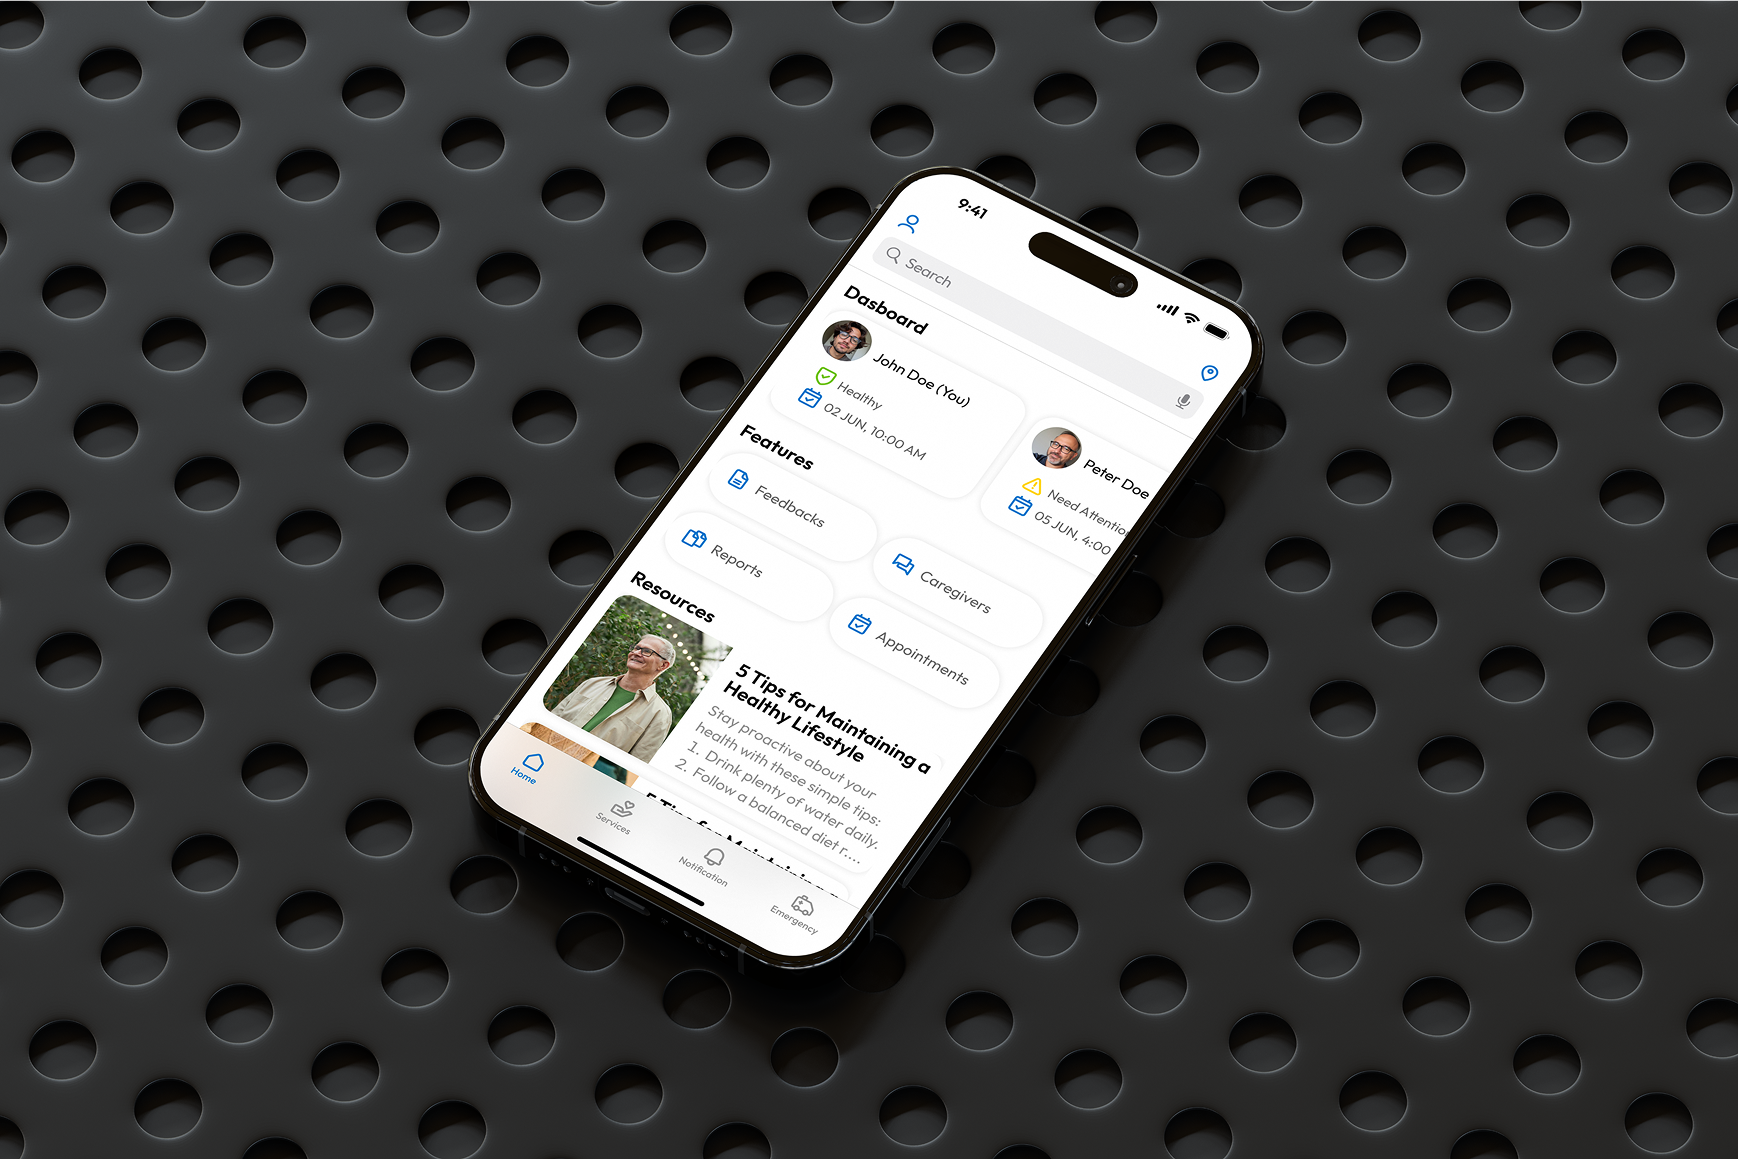 9:41
Search
Dasboard
John Doe (You)
Healthy
02 JUN, 10:00 AM
Peter Doe
Need Attentio
05 JUN, 4:00
Features
Feedbacks
Caregivers
Reports
Appointments
Resources
5 Tips for Maintaining a
Healthy Lifestyle
Stay proactive about your
health with these simple tips:
1. Drink plenty of water daily.
2. Follow a balanced diet r....
5 Tips for Maintaining a
Home
Services
Notification
Emergency